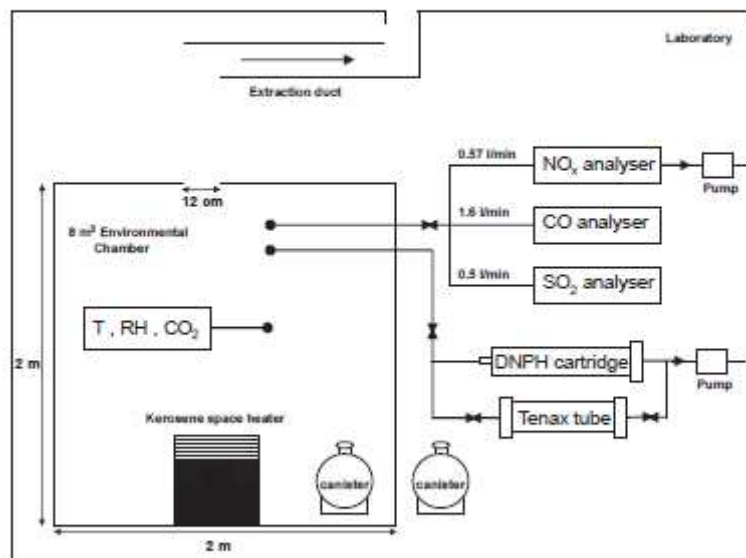 Laboratory
Extraction duct
0.57 l/min
NOx analyser
Pump
12 om
1.6 l/min
CO analyser
8 m³ Environmental
Chamber
0.5 l/min
SO₂ analyser
T , RH , CO₂
2 m
DNPH cartridge
Pump
Kerosene space heater
Tenax tube
canister
canister
2 m